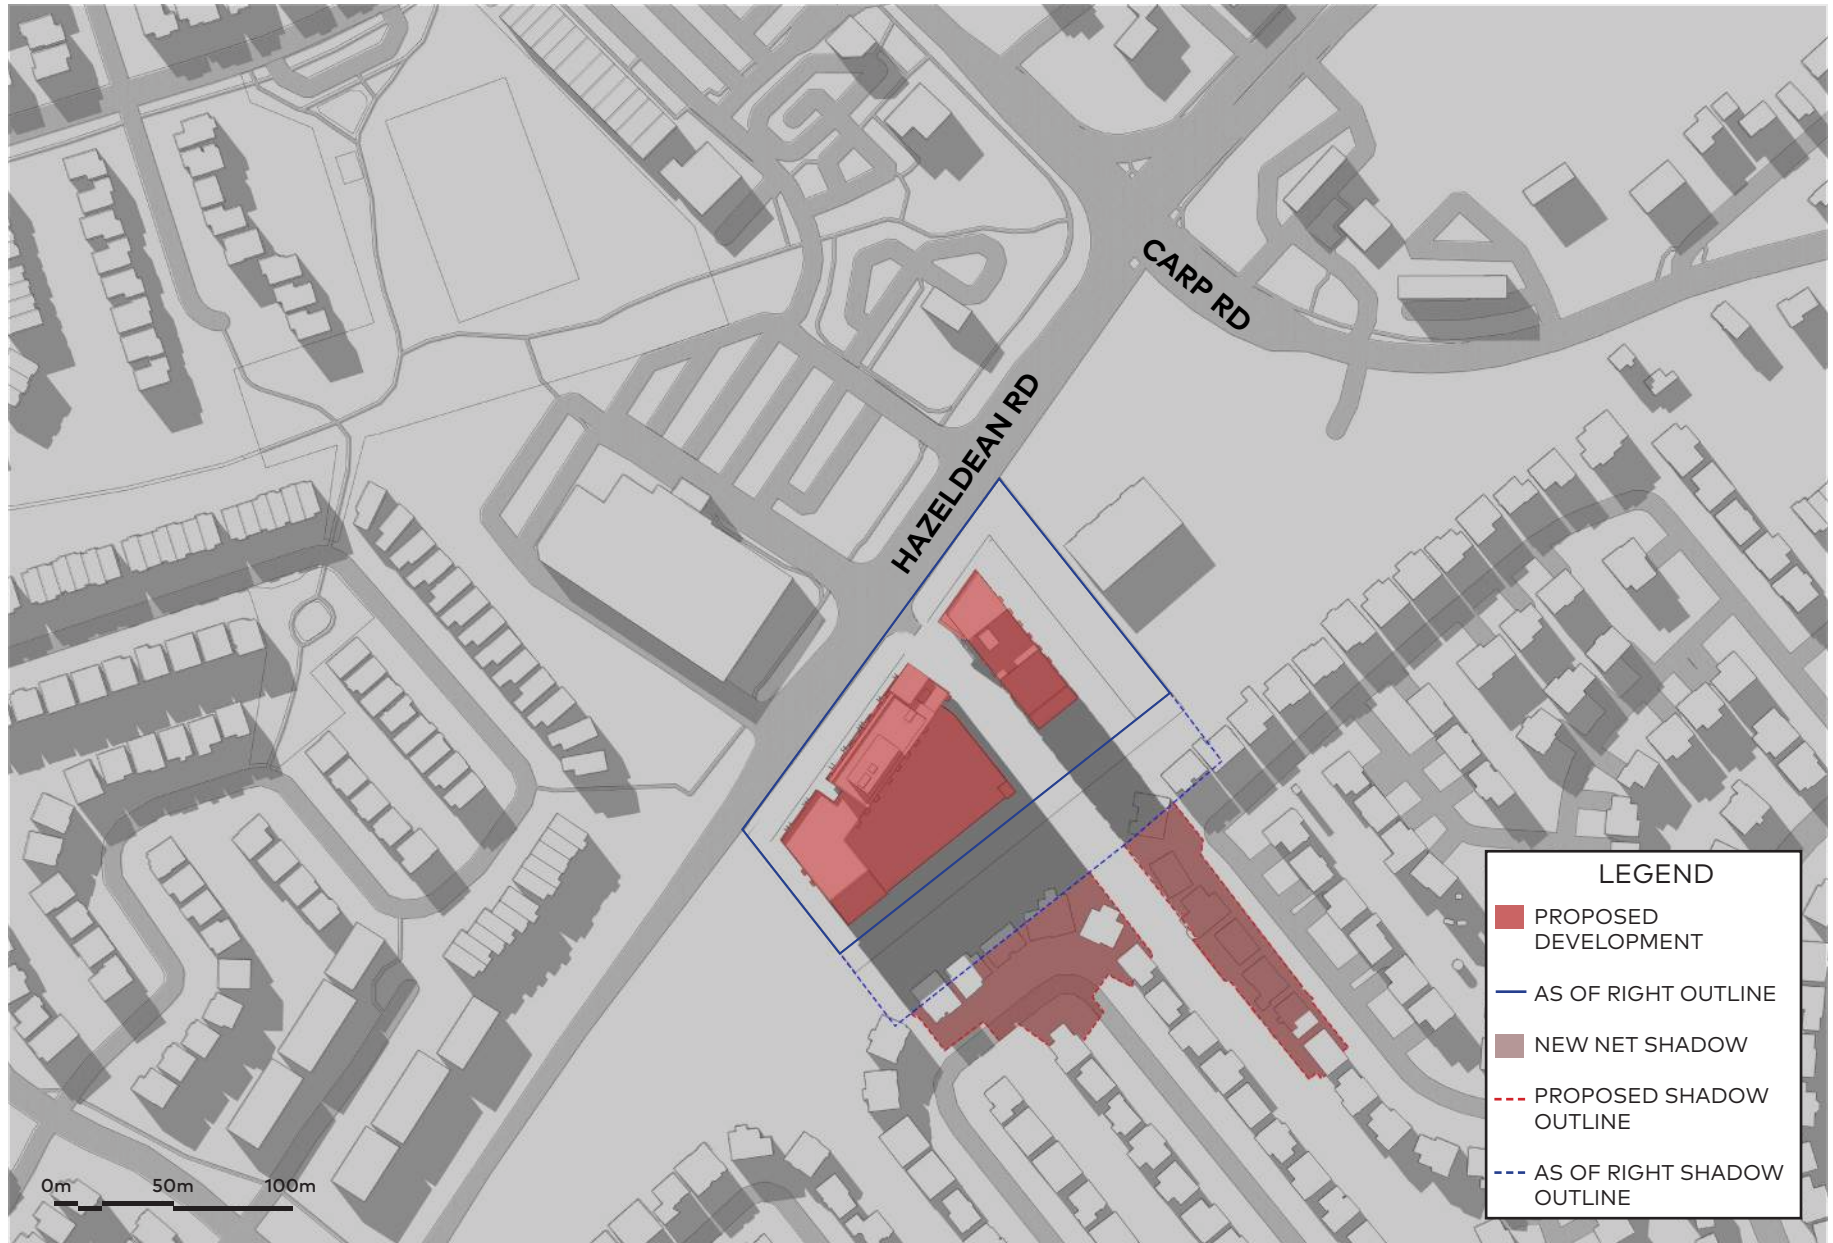 CARP RD
HAZELDEAN RD
LEGEND
PROPOSED
DEVELOPMENT
AS OF RIGHT OUTLINE
NEW NET SHADOW
PROPOSED SHADOW
OUTLINE
AS OF RIGHT SHADOW
OUTLINE
0m 50m 100m